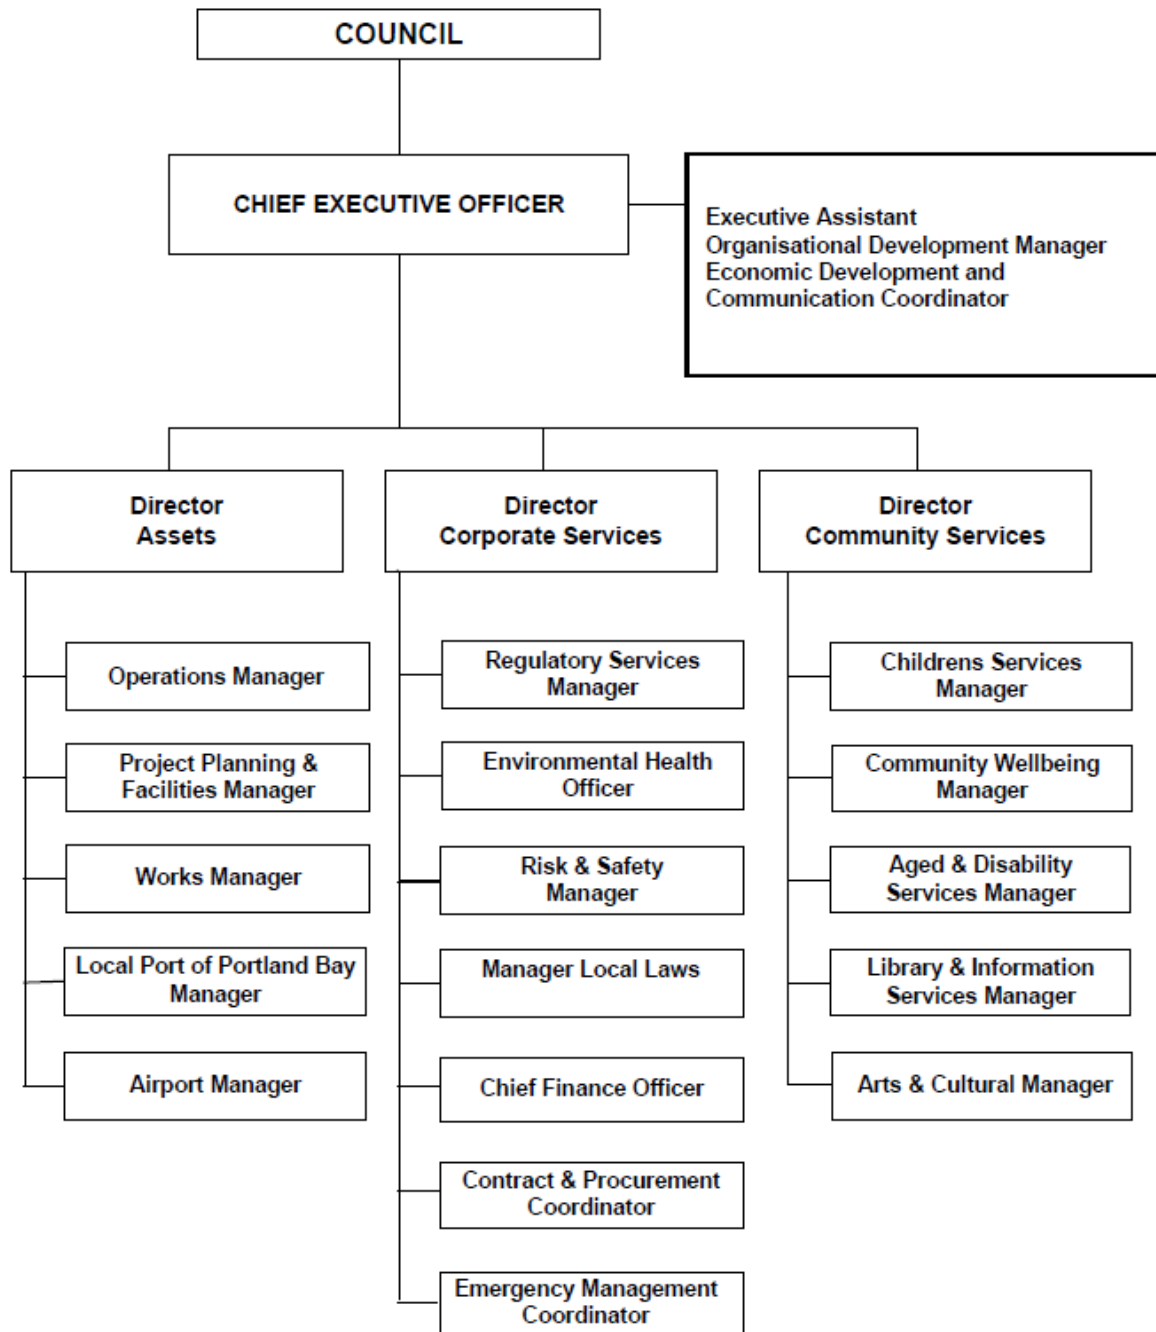 COUNCIL
CHIEF EXECUTIVE OFFICER
Executive Assistant
Organisational Development Manager
Economic Development and
Communication Coordinator
Director
Assets
Operations Manager
Project Planning &
Facilities Manager
Works Manager
Local Port of Portland Bay
Manager
Airport Manager
Director
Corporate Services
Regulatory Services
Manager
Environmental Health
Officer
Risk & Safety
Manager
Manager Local Laws
Chief Finance Officer
Contract & Procurement
Coordinator
Emergency Management
Coordinator
Director
Community Services
Childrens Services
Manager
Community Wellbeing
Manager
Aged & Disability
Services Manager
Library & Information
Services Manager
Arts & Cultural Manager